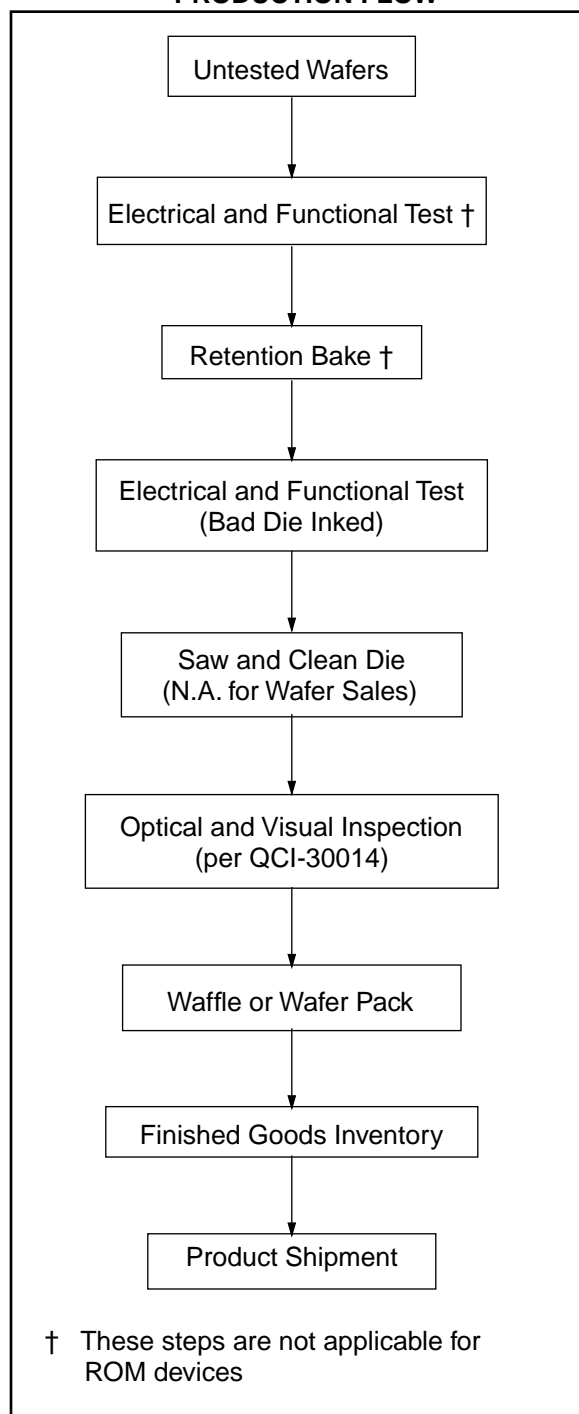 PRODUCTION FLOW
Untested Wafers
Electrical and Functional Test †
Retention Bake †
Electrical and Functional Test
(Bad Die Inked)
Saw and Clean Die
(N.A. for Wafer Sales)
Optical and Visual Inspection
(per QCI-30014)
Waffle or Wafer Pack
Finished Goods Inventory
Product Shipment
† These steps are not applicable for
ROM devices